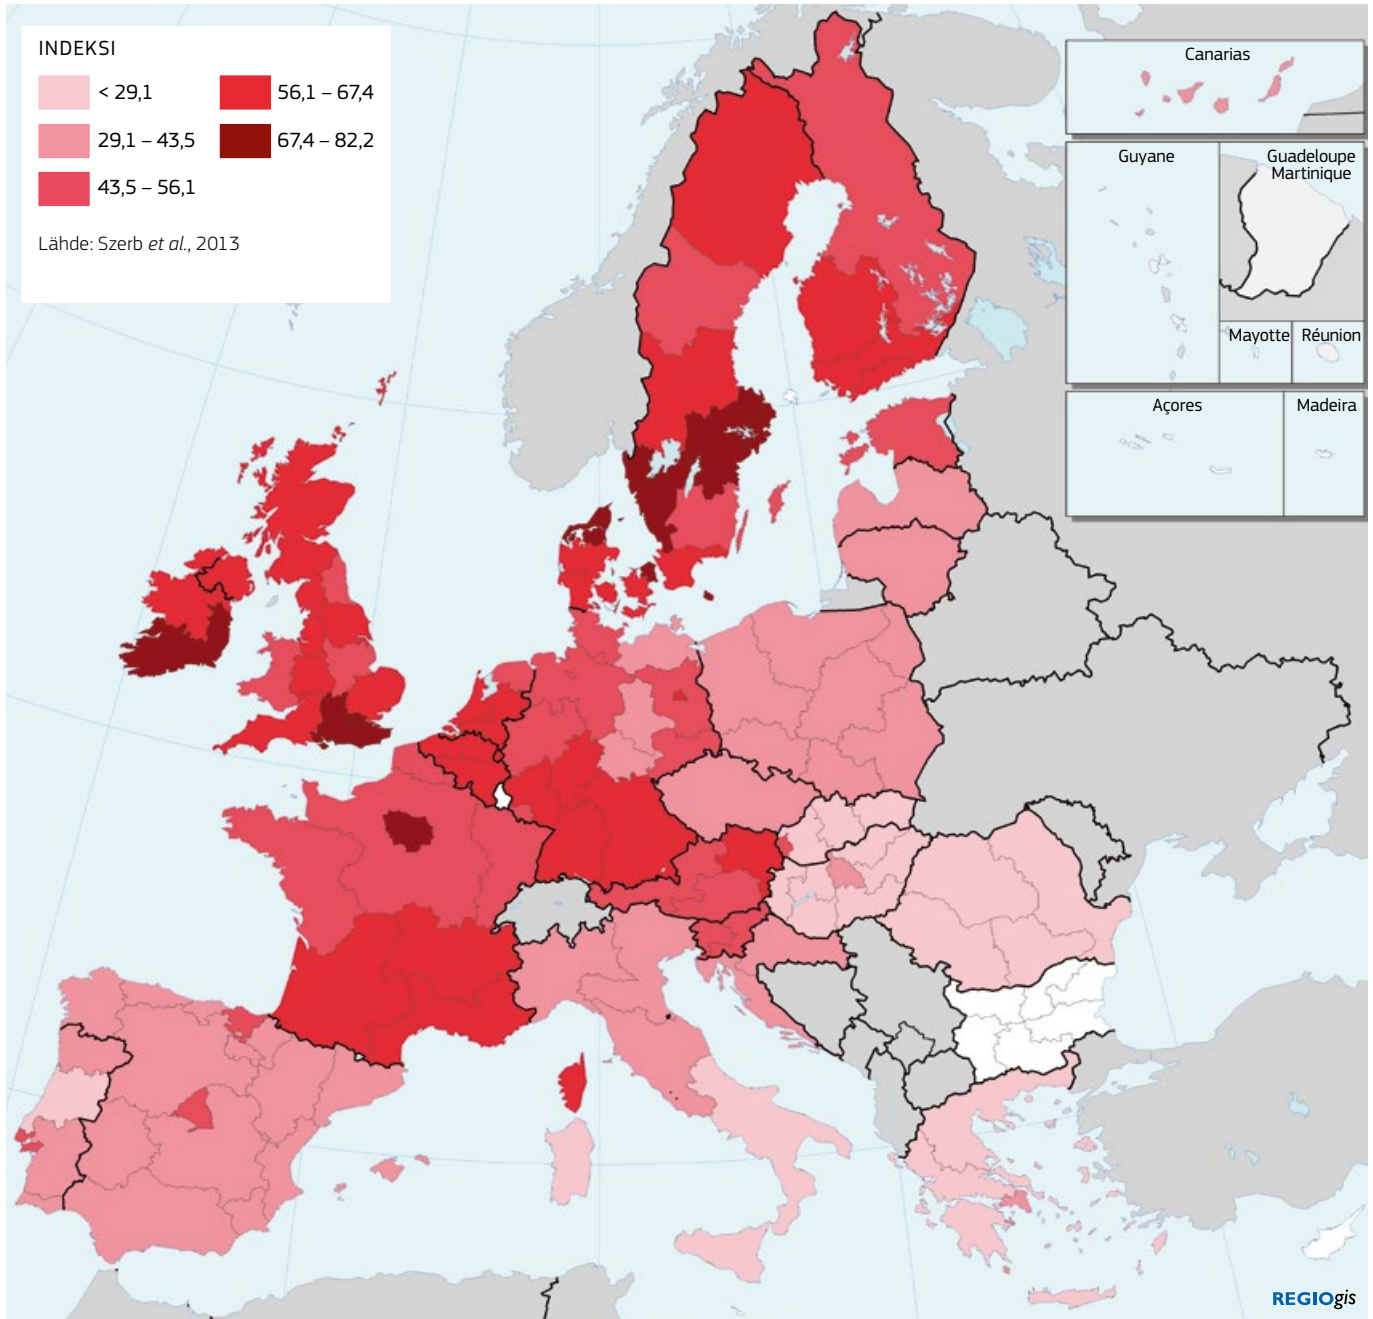 INDEKSI
< 29,1
29,1 – 43,5
43,5 – 56,1
56,1 – 67,4
67,4 – 82,2
Lähde: Szerb et al., 2013
Canarias
Guyane
Guadeloupe
Martinique
Mayotte
Réunion
Açores
Madeira
REGIOgis